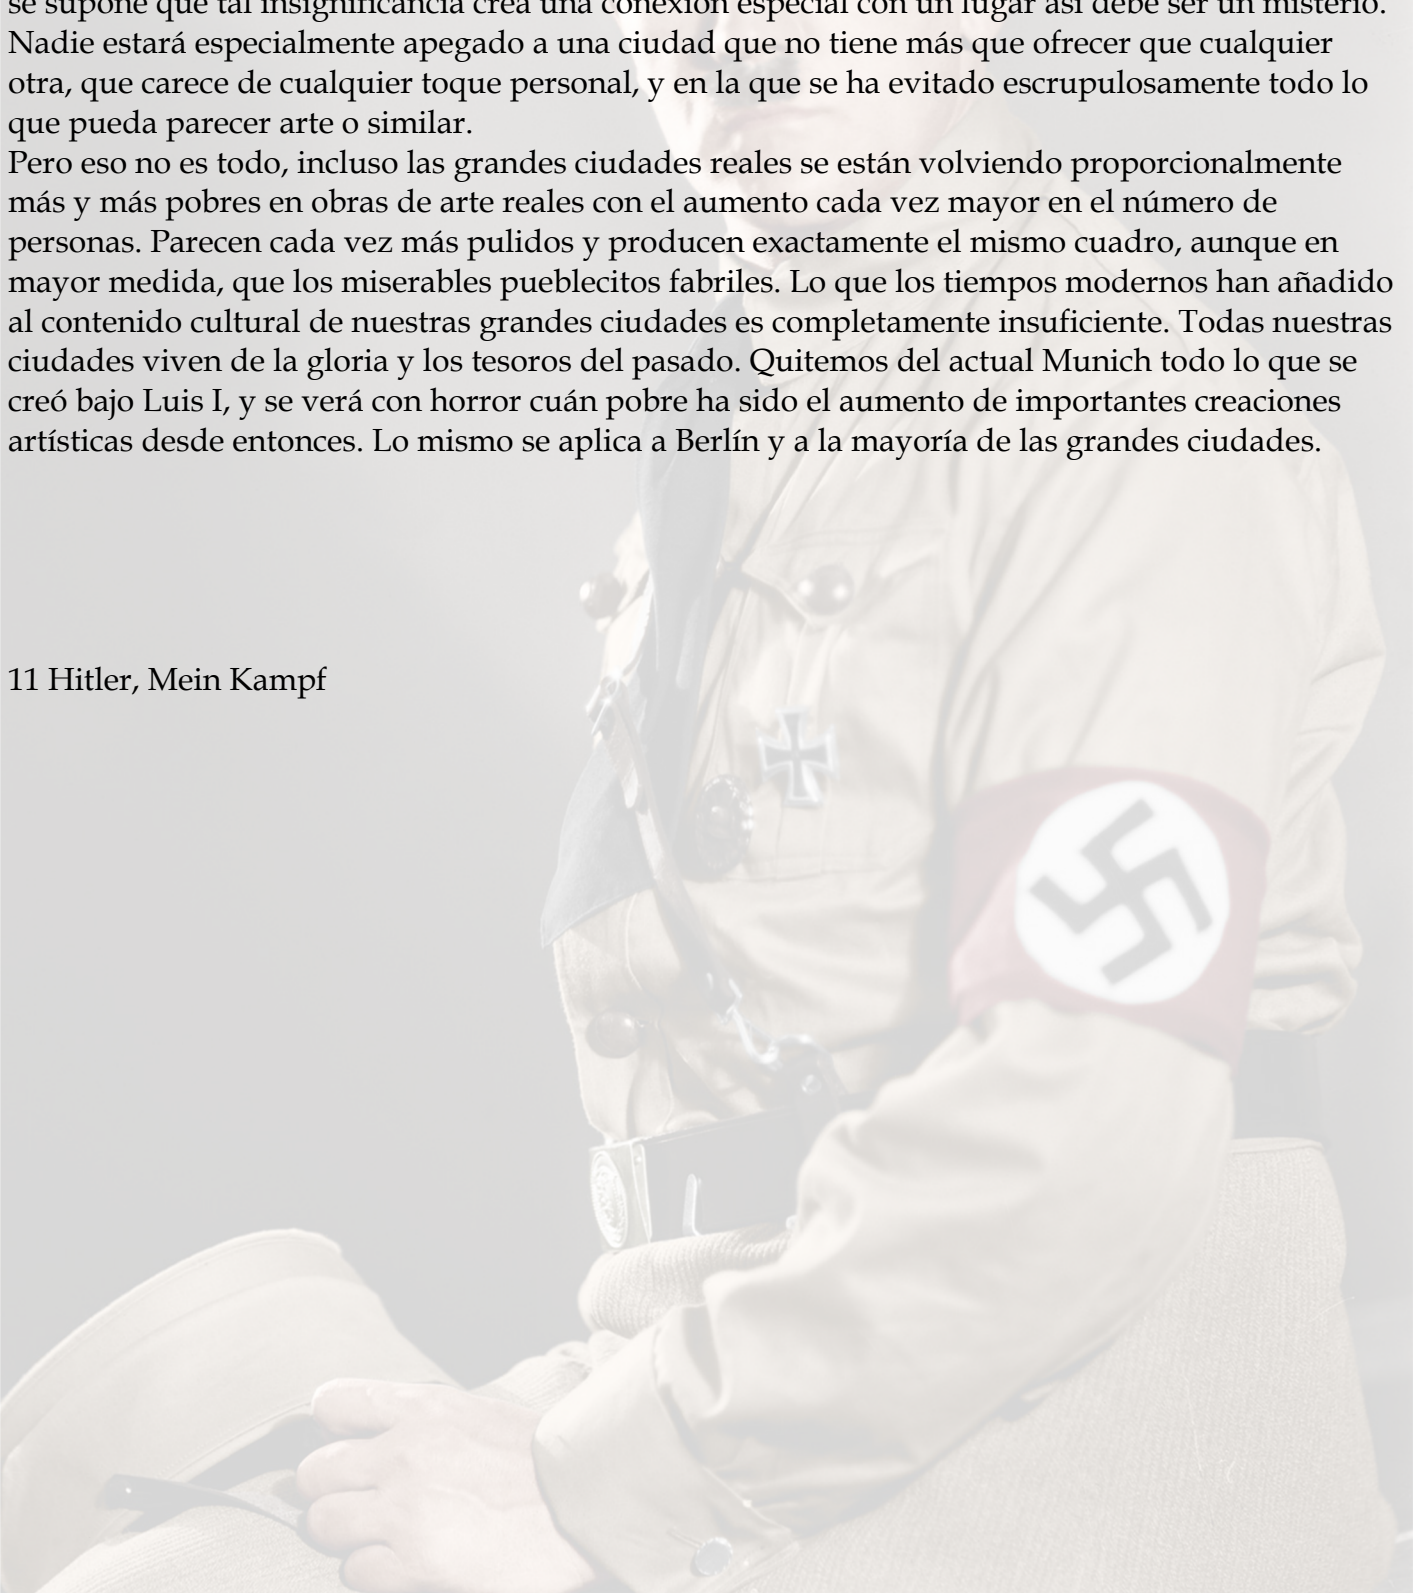 se supone que tal insignificancia crea una conexión especial con un lugar así debe ser un misterio.
Nadie estará especialmente apegado a una ciudad que no tiene más que ofrecer que cualquier
otra, que carece de cualquier toque personal, y en la que se ha evitado escrupulosamente todo lo
que pueda parecer arte o similar.
Pero eso no es todo, incluso las grandes ciudades reales se están volviendo proporcionalmente
más y más pobres en obras de arte reales con el aumento cada vez mayor en el número de
personas. Parecen cada vez más pulidos y producen exactamente el mismo cuadro, aunque en
mayor medida, que los miserables pueblecitos fabriles. Lo que los tiempos modernos han añadido
al contenido cultural de nuestras grandes ciudades es completamente insuficiente. Todas nuestras
ciudades viven de la gloria y los tesoros del pasado. Quitemos del actual Munich todo lo que se
creó bajo Luis I, y se verá con horror cuán pobre ha sido el aumento de importantes creaciones
artísticas desde entonces. Lo mismo se aplica a Berlín y a la mayoría de las grandes ciudades.
11 Hitler, Mein Kampf